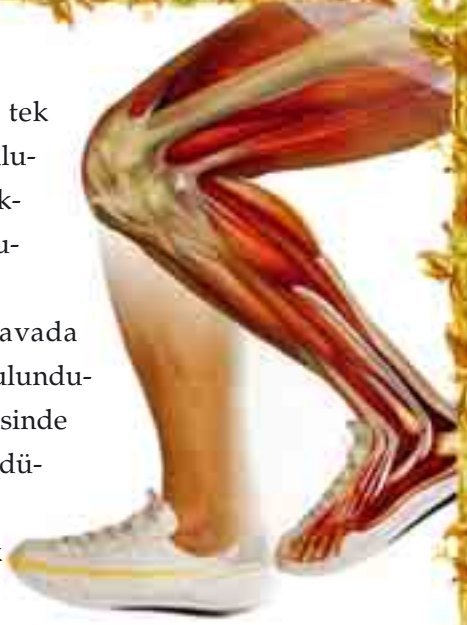 tek
lu-
k-
u-
avada
ulundu-
sinde
dü-
k